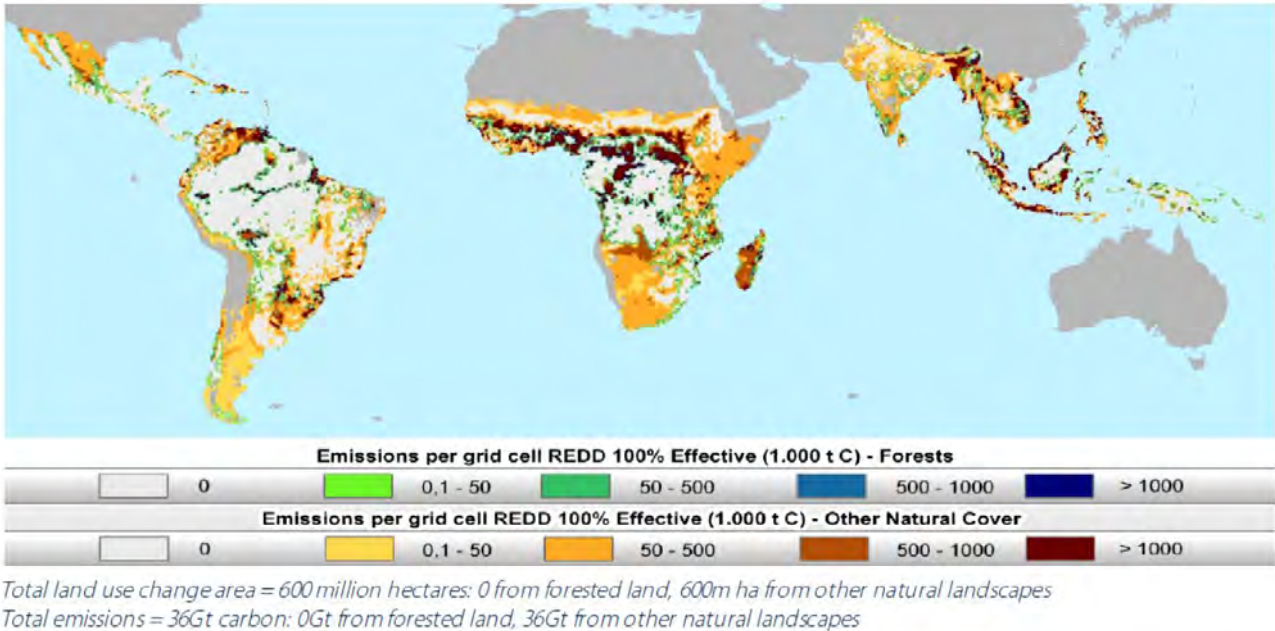 Emissions per grid cell REDD 100% Effective (1.000 t C) - Forests
0 0,1 - 50 50 - 500 500 - 1000 > 1000
Emissions per grid cell REDD 100% Effective (1.000 t C) - Other Natural Cover
0 0,1 - 50 50 - 500 500 - 1000 > 1000
Total land use change area = 600 million hectares: 0 from forested land, 600m ha from other natural landscapes
Total emissions = 36Gt carbon: 0Gt from forested land, 36Gt from other natural landscapes